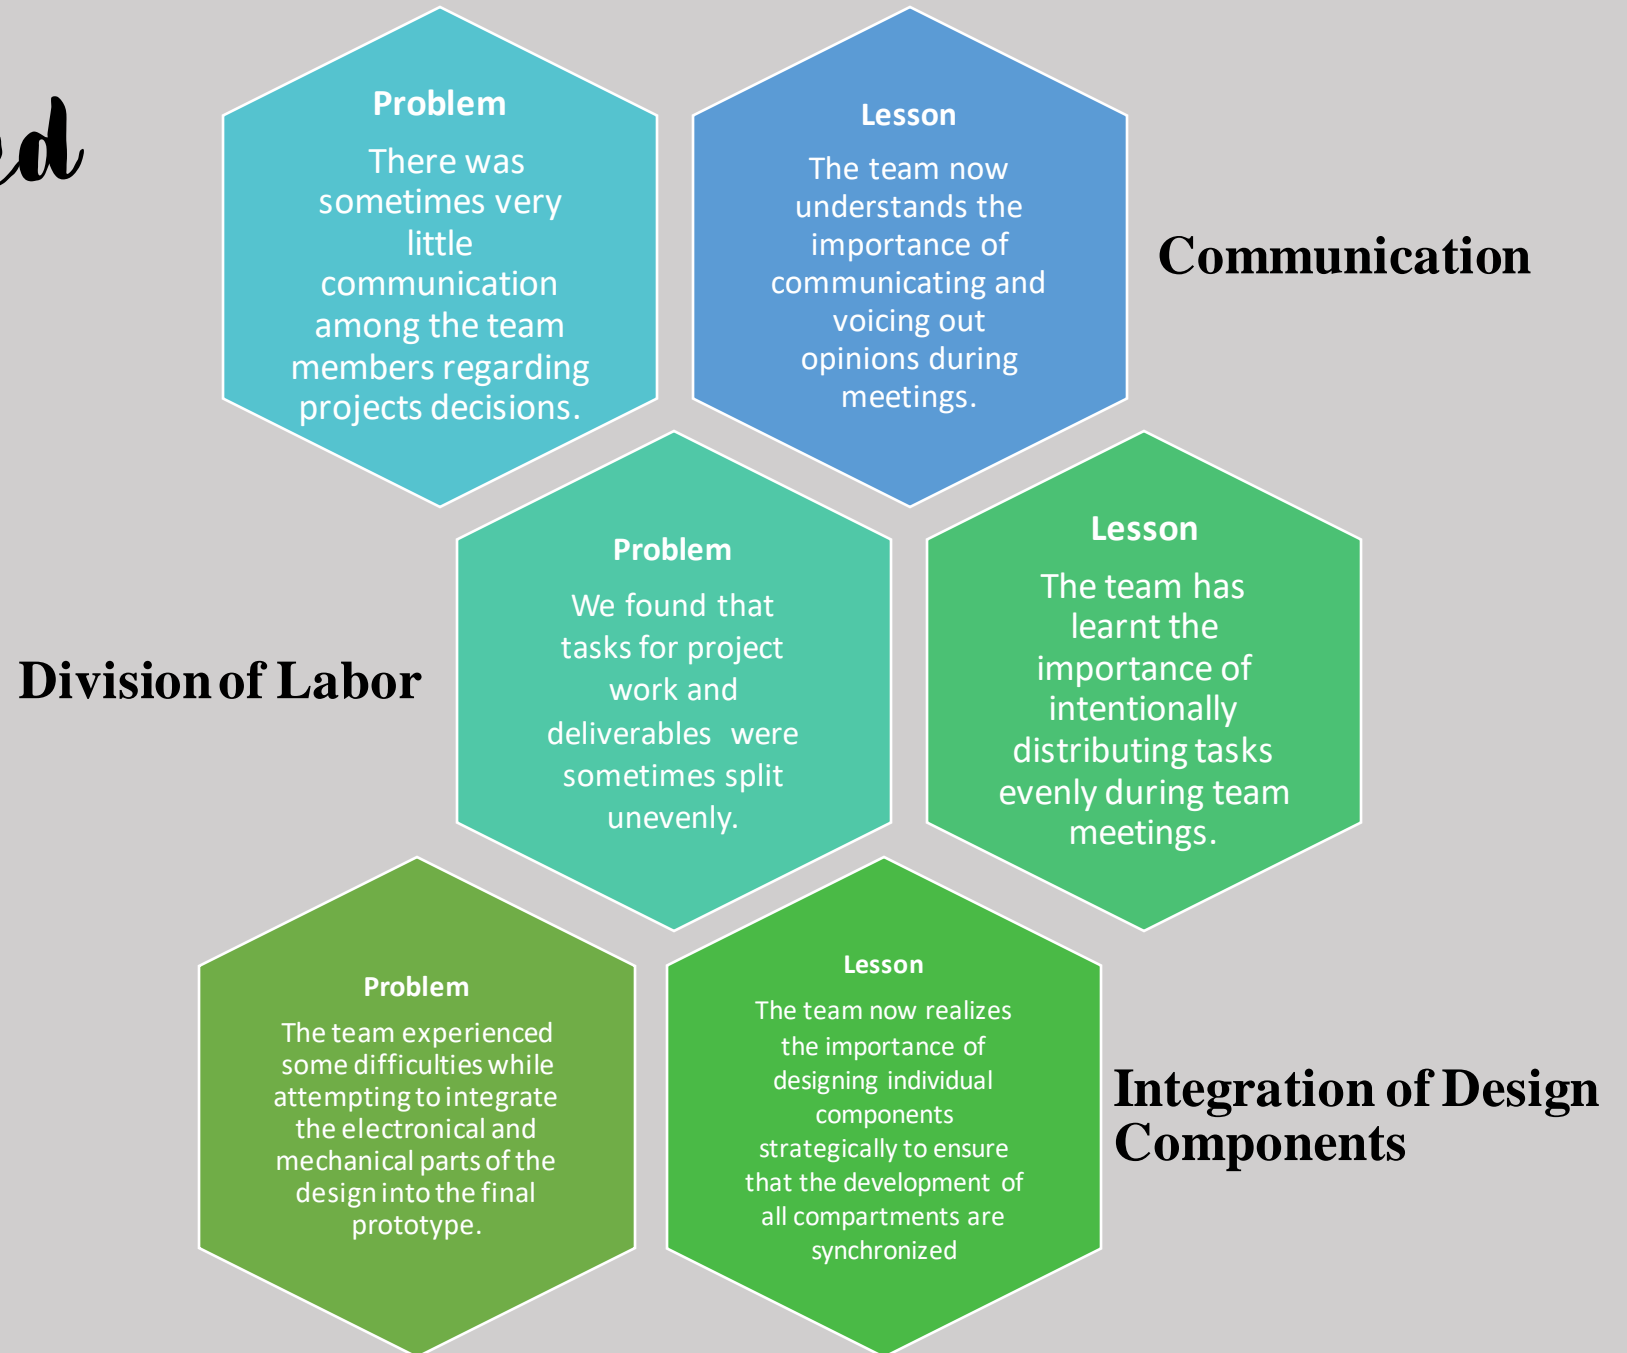 ed
Problem
There was
sometimes very
little
communication
among the team
members regarding
projects decisions.
Lesson
The team now
understands the
importance of
communicating and
voicing out
opinions during
meetings.
Communication
Division of Labor
Problem
We found that
tasks for project
work and
deliverables were
sometimes split
unevenly.
Lesson
The team has
learnt the
importance of
intentionally
distributing tasks
evenly during team
meetings.
Problem
The team experienced
some difficulties while
attempting to integrate
the electronical and
mechanical parts of the
design into the final
prototype.
Lesson
The team now realizes
the importance of
designing individual
components
strategically to ensure
that the development of
all compartments are
synchronized
Integration of Design
Components